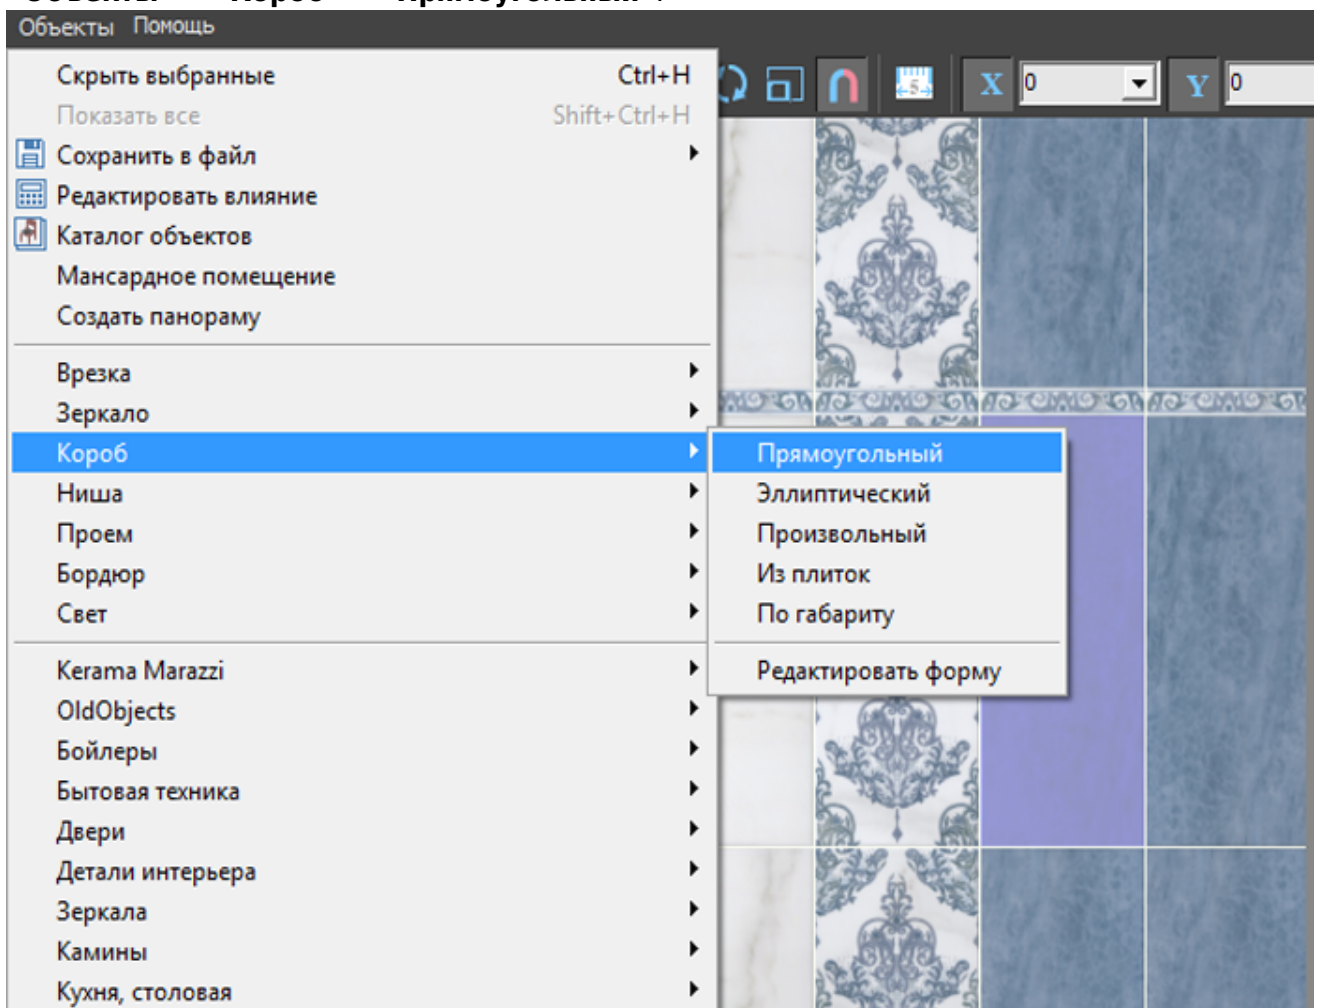 Объекты Помощь
Скрыть выбранные Ctrl+H
Показать все Shift+Ctrl+H
Сохранить в файл
Редактировать влияние
Каталог объектов
Мансардное помещение
Создать панораму
Врезка
Зеркало
Короб
Ниша
Проем
Бордюр
Свет
Kerama Marazzi
OldObjects
Бойлеры
Бытовая техника
Двери
Детали интерьера
Зеркала
Камины
Кухня, столовая
5
X 0
Y 0
Прямоугольный
Эллиптический
Произвольный
Из плиток
По габариту
Редактировать форму